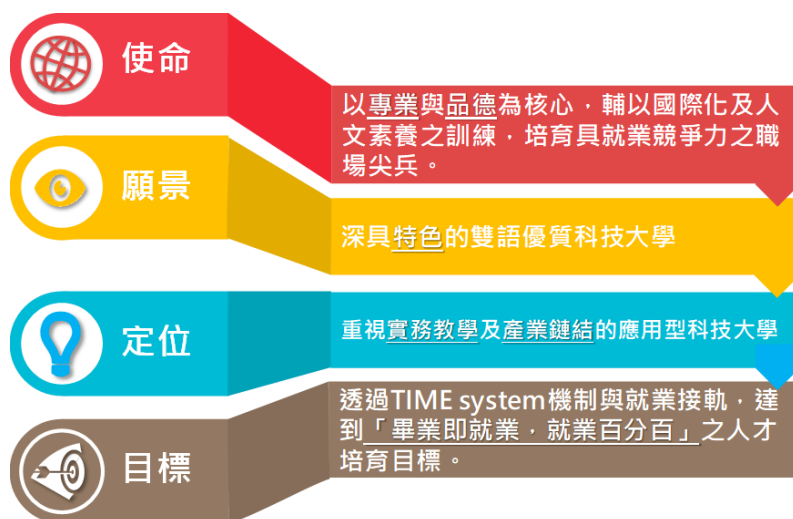 使命
以專業與品德為核心，輔以國際化及人
文素養之訓練，培育具就業競爭力之職
場尖兵。
願景
深具特色的雙語優質科技大學
定位
重視實務教學及產業鏈結的應用型科技大學
目標
透過TIME system機制與就業接軌，達
到「畢業即就業，就業百分百」之人才
培育目標。